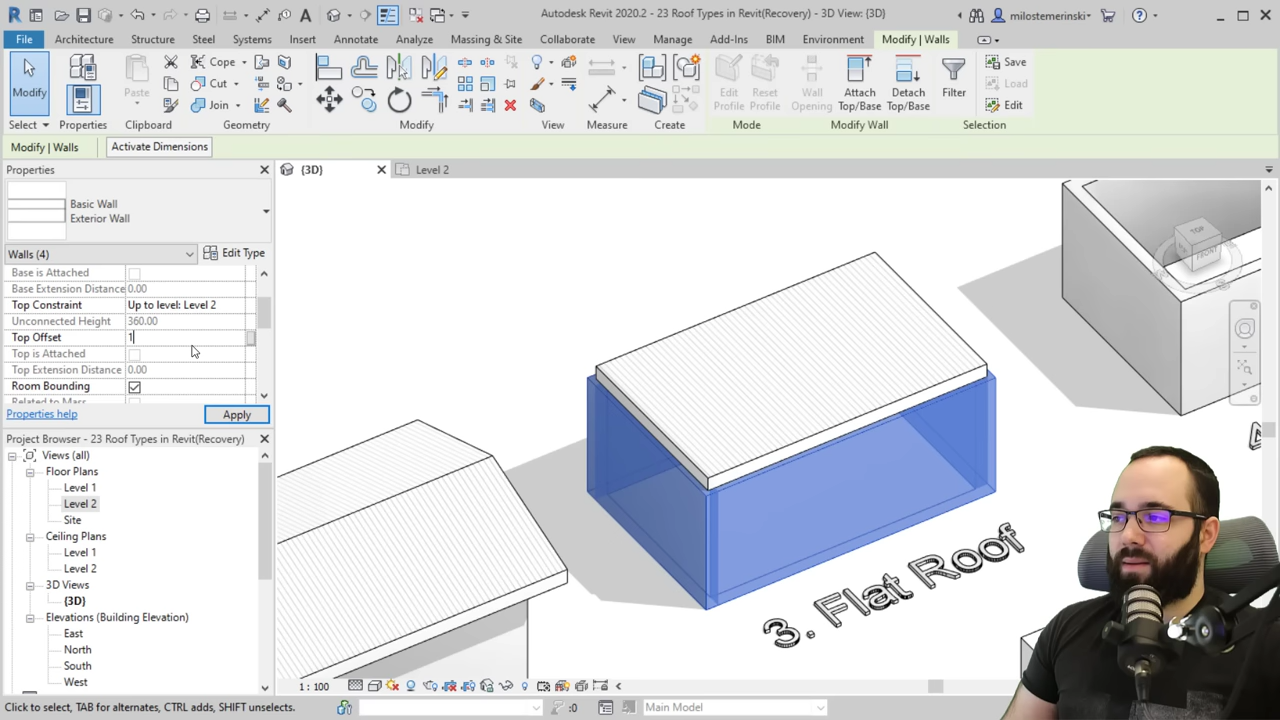 Autodesk Revit 2020.2 - 23 Roof Types in Revit(Recovery) - 3D View: {3D}
milostemerinski
File Architecture Structure Steel Systems Insert Annotate Analyze Massing & Site Collaborate View Manage Add-Ins BIM Environment Modify | Walls
Cope
Cut
Join
Modify
Paste
Edit Profile
Reset Profile
Wall Opening
Attach Top/Base
Detach Top/Base
Filter
Save
Load
Edit
Select Properties Clipboard Geometry Modify View Measure Create Mode Modify Wall Selection
Modify | Walls Activate Dimensions
Properties
{3D}
Level 2
Basic Wall
Exterior Wall
Walls (4) Edit Type
Base is Attached
Base Extension Distance 0.00
Top Constraint Up to level: Level 2
Unconnected Height 360.00
Top Offset 1
Top is Attached
Top Extension Distance 0.00
Room Bounding
Related to Mass
Properties help Apply
Project Browser - 23 Roof Types in Revit(Recovery)
Views (all)
Floor Plans
Level 1
Level 2
Site
Ceiling Plans
Level 1
Level 2
3D Views
{3D}
Elevations (Building Elevation)
East
North
South
West
TOP
FRONT
3. Flat Roof
1 : 100
Click to select, TAB for alternates, CTRL adds, SHIFT unselects.
:0
Main Model